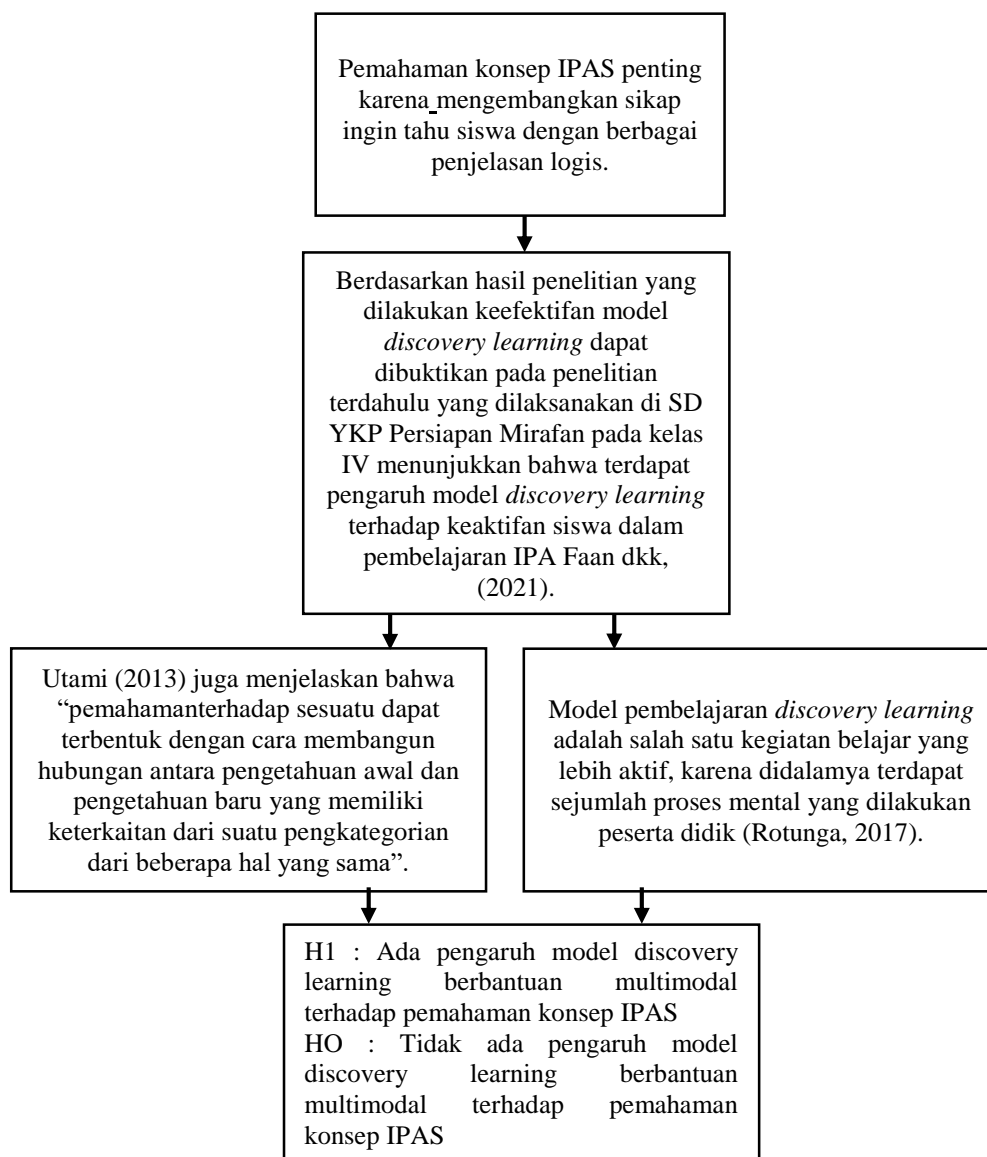 Pemahaman konsep IPAS penting
karena mengembangkan sikap
ingin tahu siswa dengan berbagai
penjelasan logis.
Berdasarkan hasil penelitian yang
dilakukan keefektifan model
discovery learning dapat
dibuktikan pada penelitian
terdahulu yang dilaksanakan di SD
YKP Persiapan Mirafan pada kelas
IV menunjukkan bahwa terdapat
pengaruh model discovery learning
terhadap keaktifan siswa dalam
pembelajaran IPA Faan dkk,
(2021).
Utami (2013) juga menjelaskan bahwa
“pemahamanterhadap sesuatu dapat
terbentuk dengan cara membangun
hubungan antara pengetahuan awal dan
pengetahuan baru yang memiliki
keterkaitan dari suatu pengkategorian
dari beberapa hal yang sama”.
Model pembelajaran discovery learning
adalah salah satu kegiatan belajar yang
lebih aktif, karena didalamya terdapat
sejumlah proses mental yang dilakukan
peserta didik (Rotunga, 2017).
H1 : Ada pengaruh model discovery
learning berbantuan multimodal
terhadap pemahaman konsep IPAS
HO : Tidak ada pengaruh model
discovery learning berbantuan
multimodal terhadap pemahaman
konsep IPAS